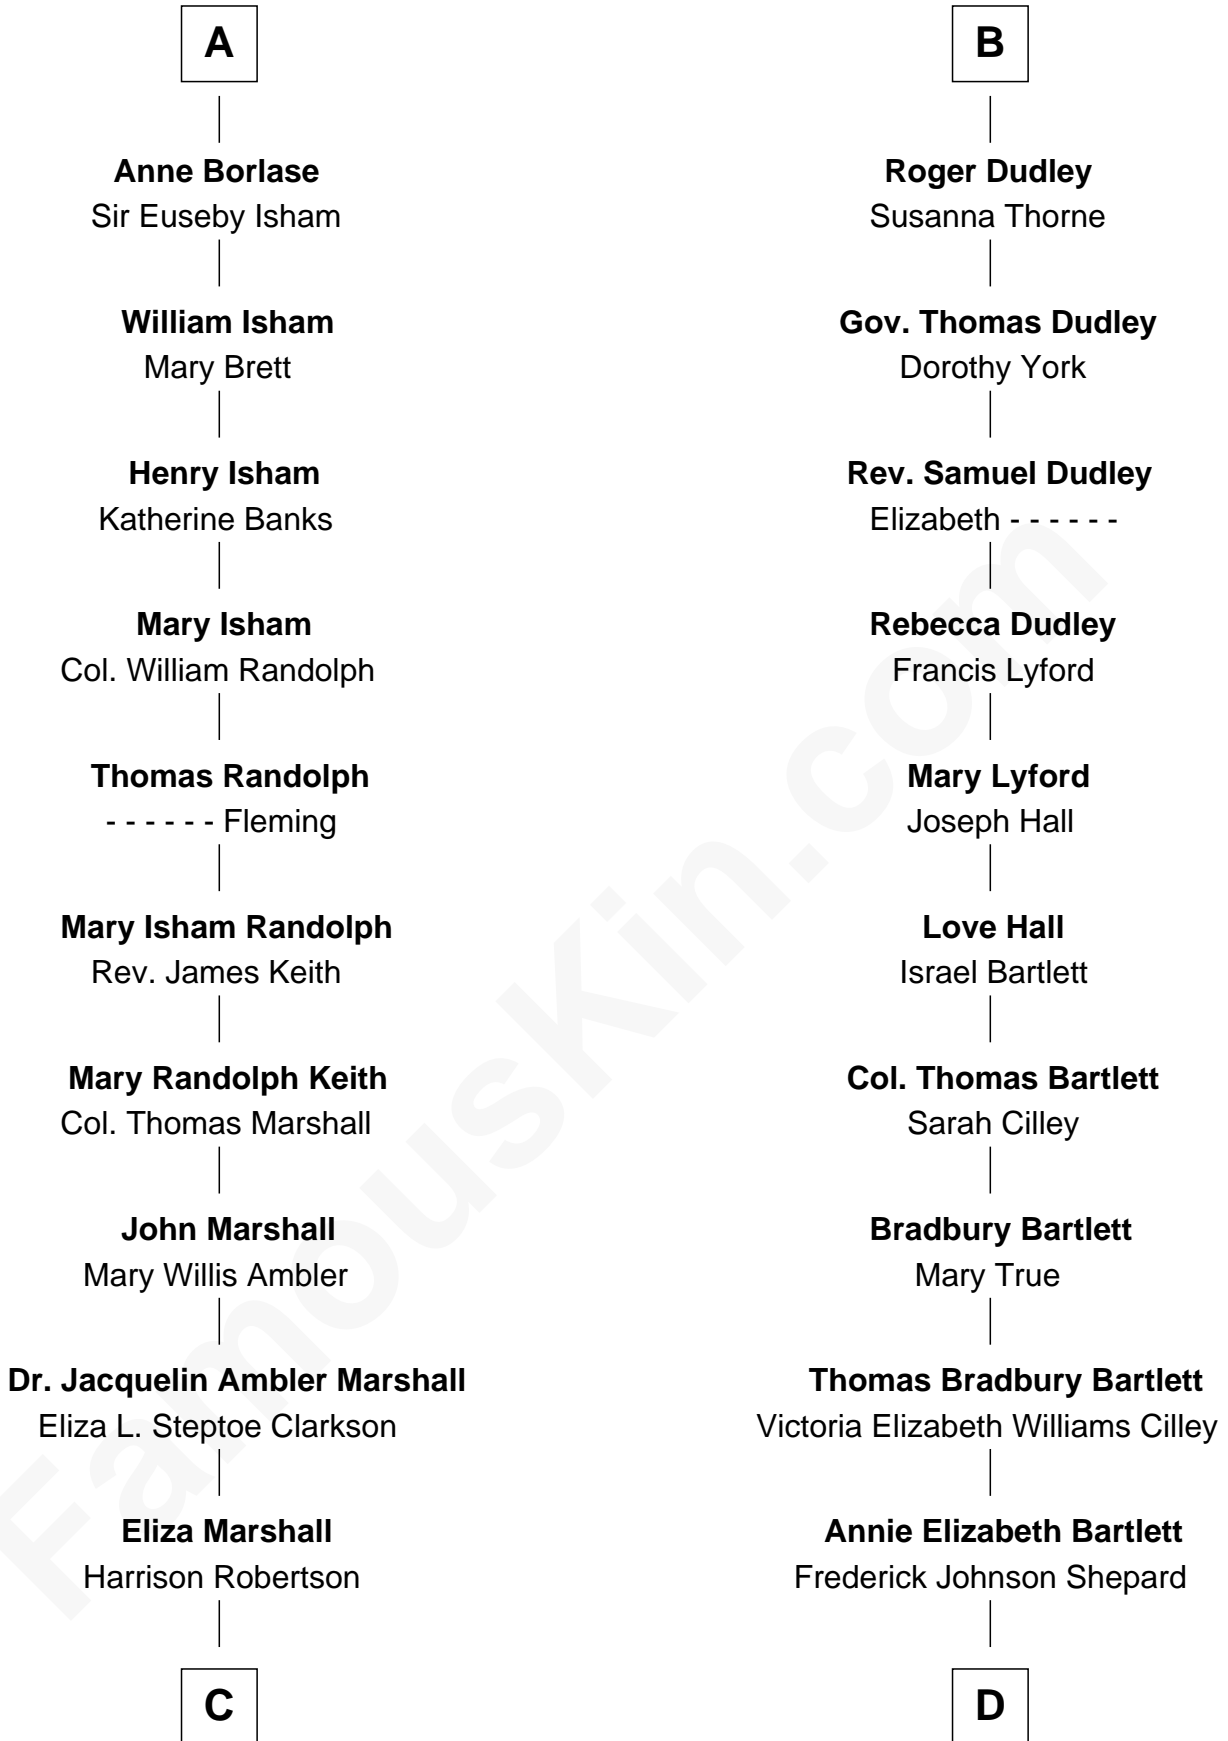 A
Anne Borlase
Sir Euseby Isham
William Isham
Mary Brett
Henry Isham
Katherine Banks
Mary Isham
Col. William Randolph
Thomas Randolph
- - - - - - Fleming
Mary Isham Randolph
Rev. James Keith
Mary Randolph Keith
Col. Thomas Marshall
John Marshall
Mary Willis Ambler
Dr. Jacquelin Ambler Marshall
Eliza L. Steptoe Clarkson
Eliza Marshall
Harrison Robertson
C
B
Roger Dudley
Susanna Thorne
Gov. Thomas Dudley
Dorothy York
Rev. Samuel Dudley
Elizabeth - - - - - -
Rebecca Dudley
Francis Lyford
Mary Lyford
Joseph Hall
Love Hall
Israel Bartlett
Col. Thomas Bartlett
Sarah Cilley
Bradbury Bartlett
Mary True
Thomas Bradbury Bartlett
Victoria Elizabeth Williams Cilley
Annie Elizabeth Bartlett
Frederick Johnson Shepard
D
FamousKin.com